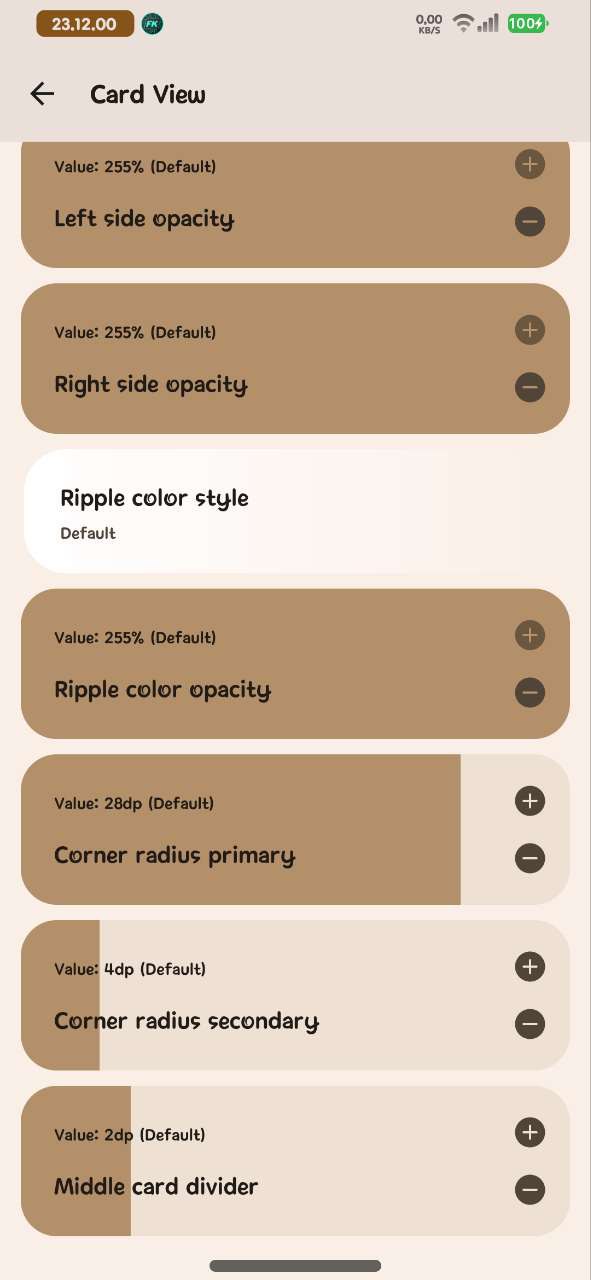 23.12.00 FK 0.00 KB/S 100
Card View
Value: 255% (Default)
Left side opacity
Value: 255% (Default)
Right side opacity
Ripple color style
Default
Value: 255% (Default)
Ripple color opacity
Value: 28dp (Default)
Corner radius primary
Value: 4dp (Default)
Corner radius secondary
Value: 2dp (Default)
Middle card divider